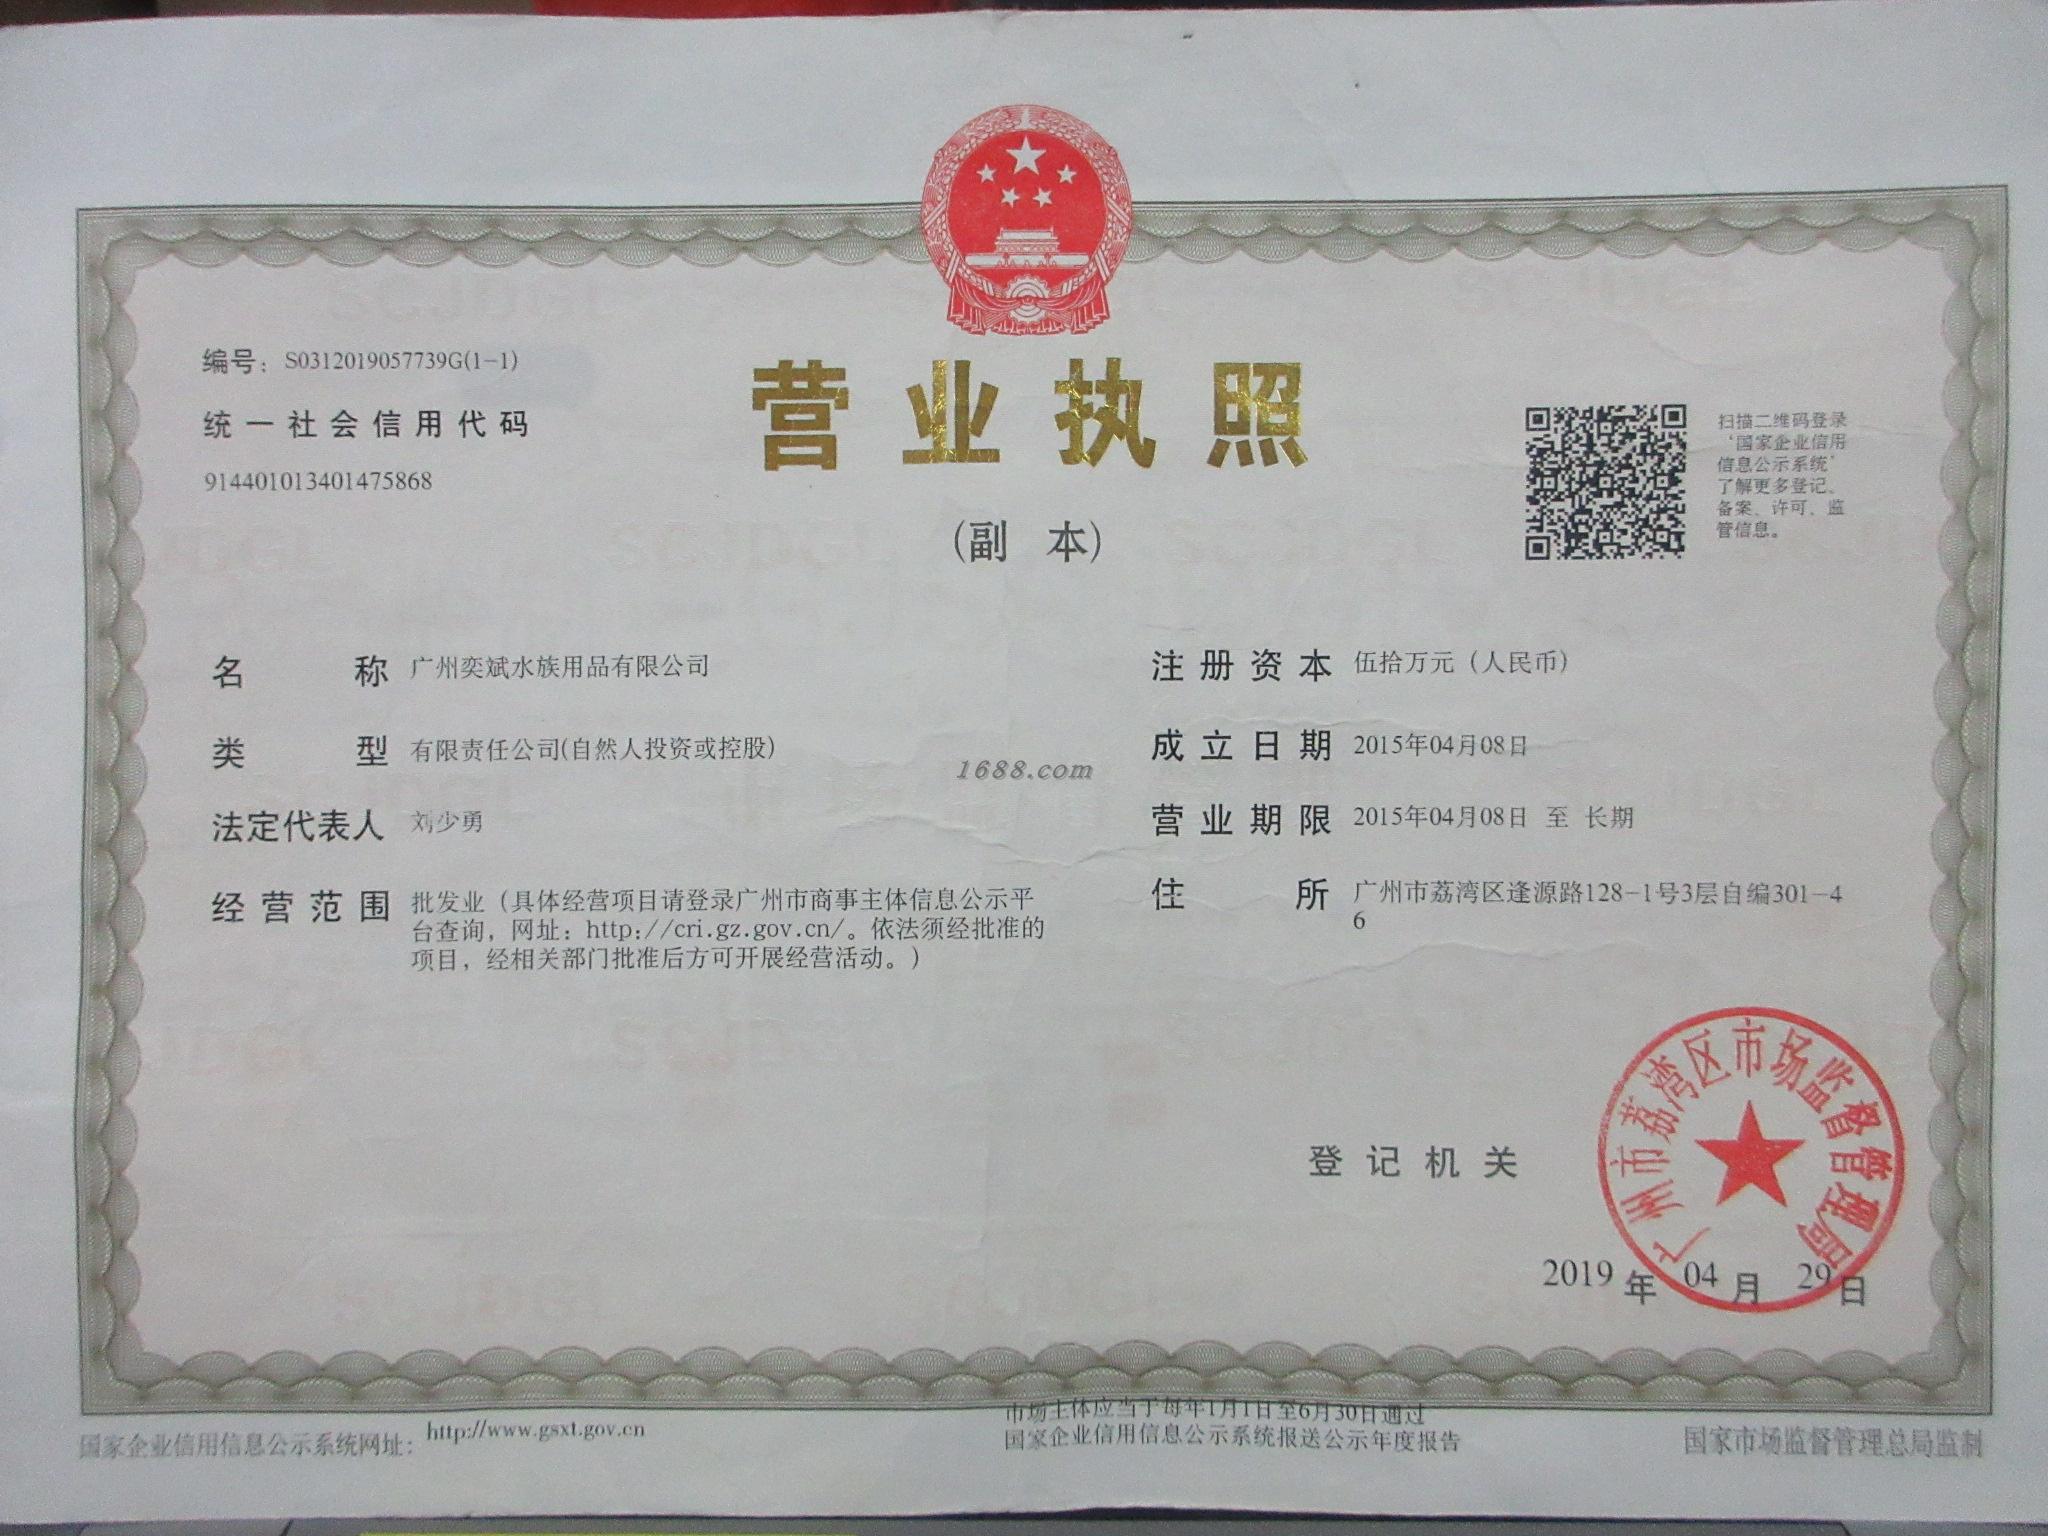 编号：S0312019057739G(1-1)
统一社会信用代码
914401013401475868
营业执照
(副 本)
扫描二维码登录
‘国家企业信用
信息公示系统’
了解更多登记、
备案、许可、监
管信息。
名 称 广州奕斌水族用品有限公司
类 型 有限责任公司(自然人投资或控股)
法定代表人 刘少勇
经营范围 批发业（具体经营项目请登录广州市商事主体信息公示平
台查询，网址：http://cri.gz.gov.cn/。依法须经批准的
项目，经相关部门批准后方可开展经营活动。）
1688.com
注册资本 伍拾万元（人民币）
成立日期 2015年04月08日
营业期限 2015年04月08日 至 长期
住 所 广州市荔湾区逢源路128-1号3层自编301-4
6
登记机关
广州市荔湾区市场监督管理局
2019年04月29日
国家企业信用信息公示系统网址：http://www.gsxt.gov.cn
市场主体应当于每年1月1日至6月30日通过
国家企业信用信息公示系统报送公示年度报告
国家市场监督管理总局监制